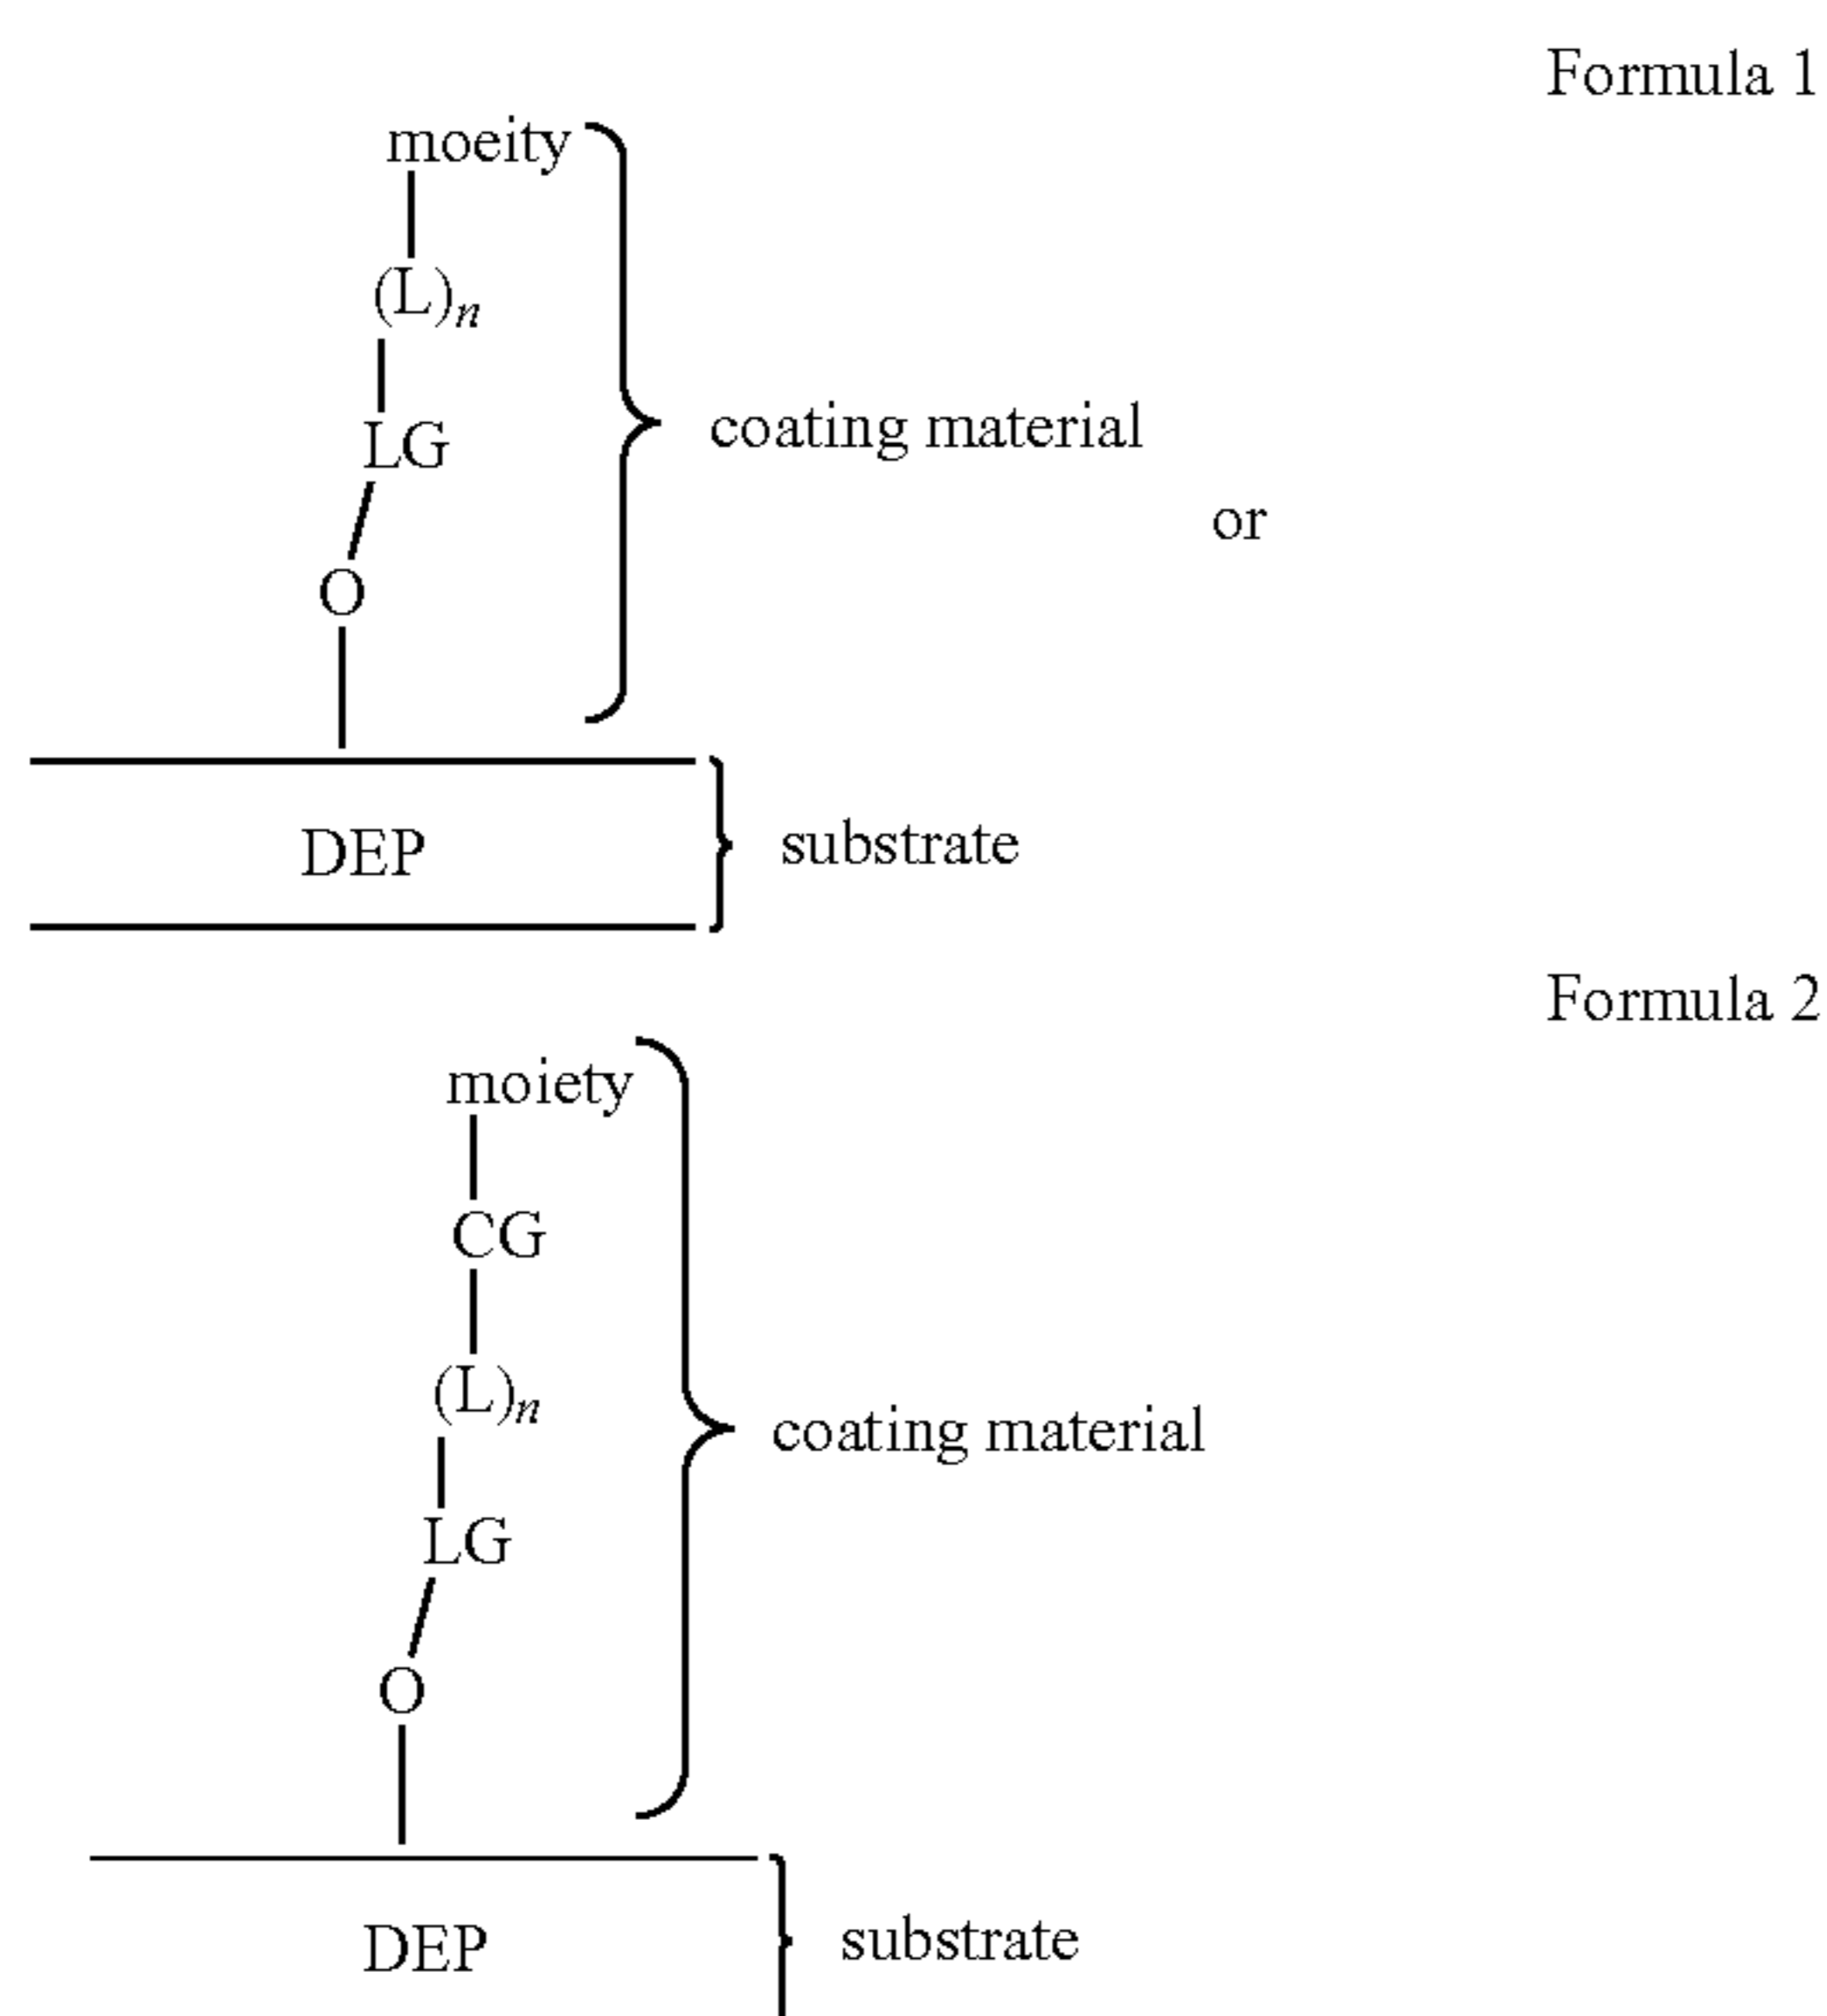 Formula 1
moeity
(L)n
LG
coating material
or
O
DEP
substrate
Formula 2
moiety
CG
(L)n
coating material
LG
O
DEP
substrate